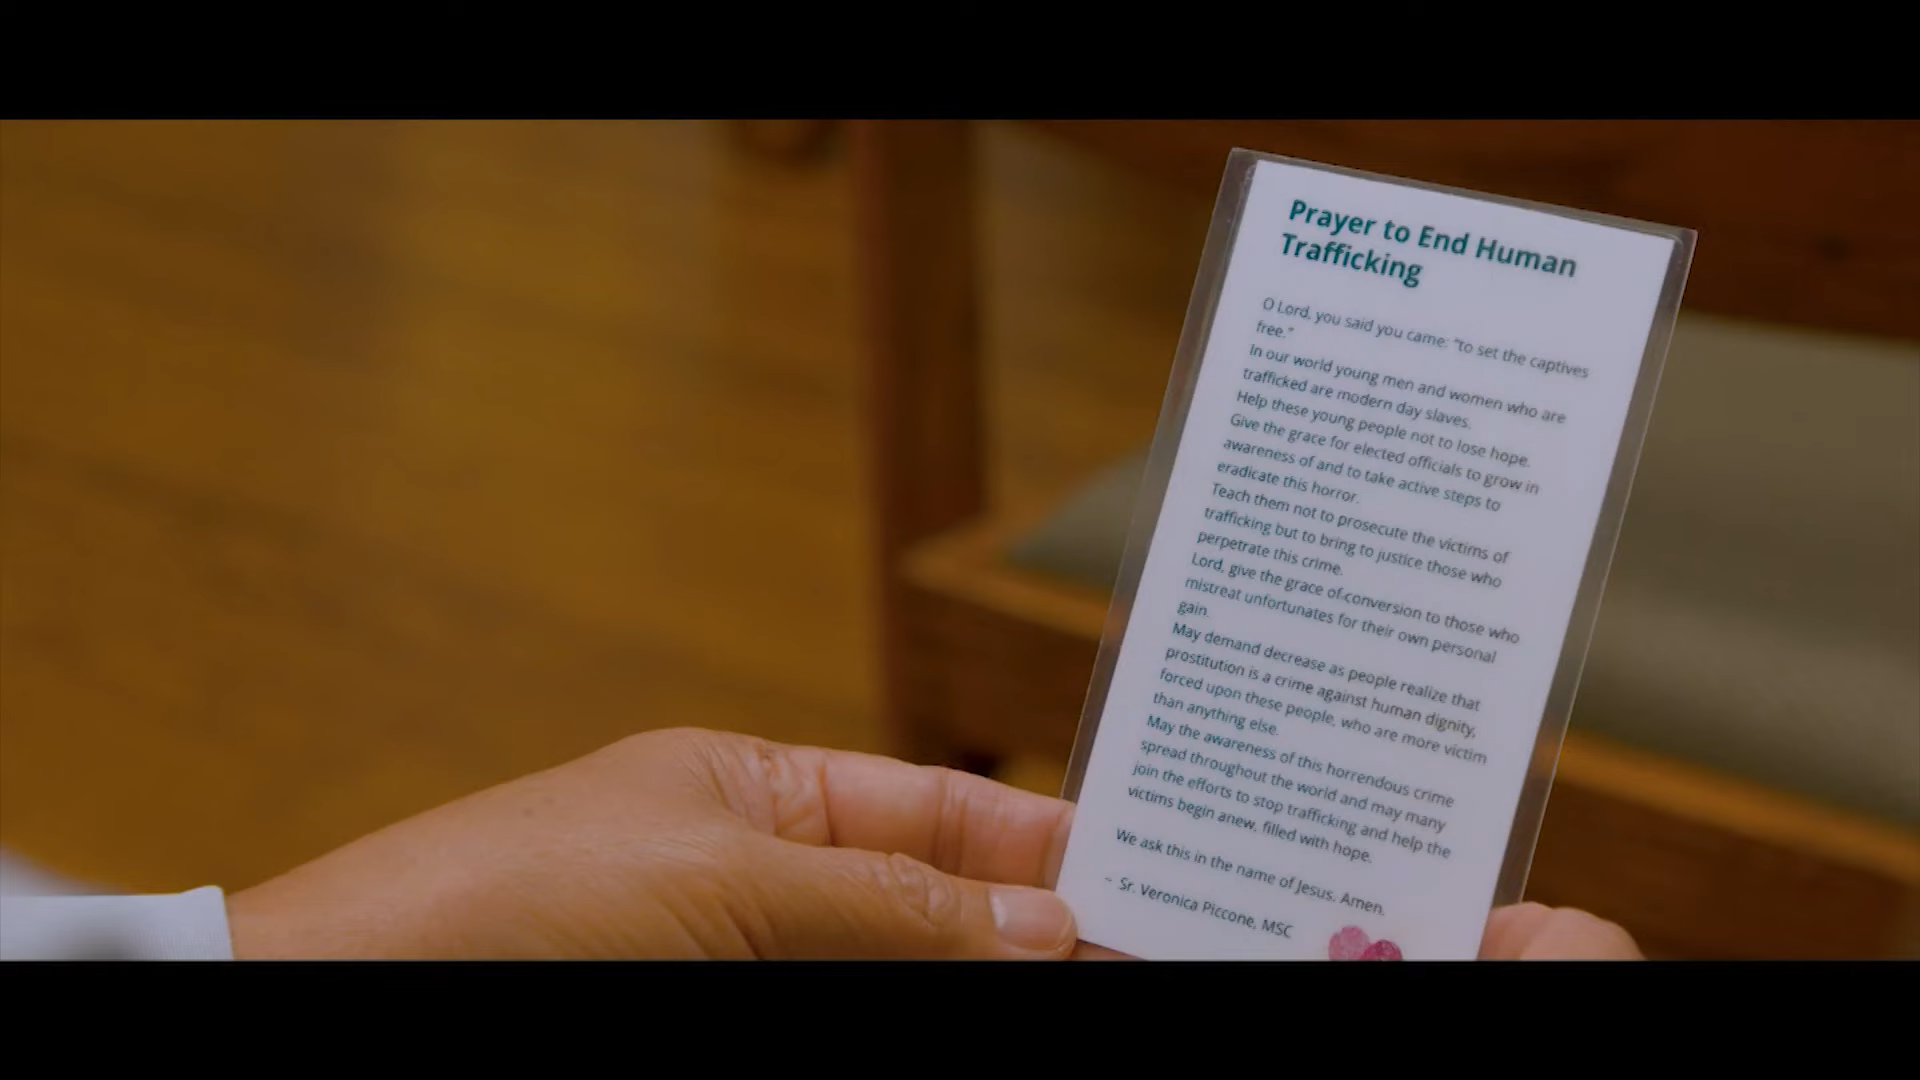 Prayer to End Human
Trafficking
O Lord, you said you came: "to set the captives
free."
In our world young men and women who are
trafficked are modern day slaves.
Help these young people not to lose hope.
Give the grace for elected officials to grow in
awareness of and to take active steps to
eradicate this horror.
Teach them not to prosecute the victims of
trafficking but to bring to justice those who
perpetrate this crime.
Lord, give the grace of conversion to those who
mistreat unfortunates for their own personal
gain.
May demand decrease as people realize that
prostitution is a crime against human dignity,
forced upon these people, who are more victim
than anything else.
May the awareness of this horrendous crime
spread throughout the world and may many
join the efforts to stop trafficking and help the
victims begin anew, filled with hope.
We ask this in the name of Jesus. Amen.
~ Sr. Veronica Piccone, MSC